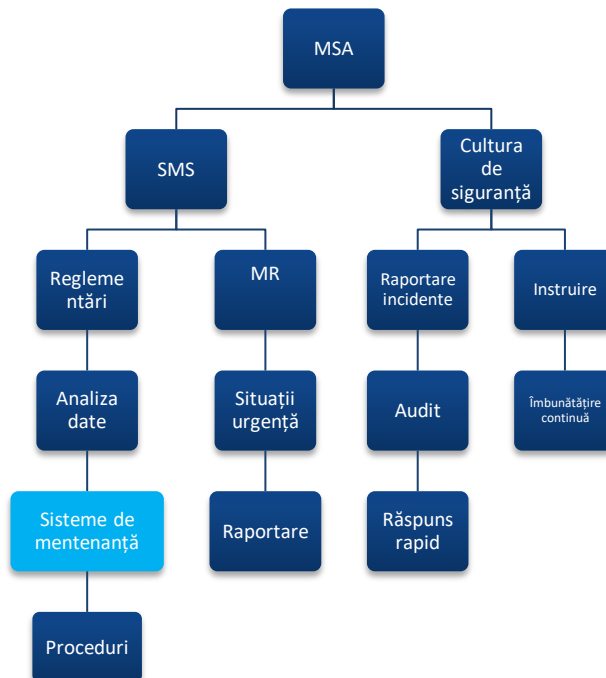 MSA
SMS
Cultura
de
siguranță
Regleme
ntări
MR
Raportare
incidente
Instruire
Analiza
date
Situații
urgență
Audit
Îmbunătățire
continuă
Sisteme de
mentenanță
Raportare
Răspuns
rapid
Proceduri